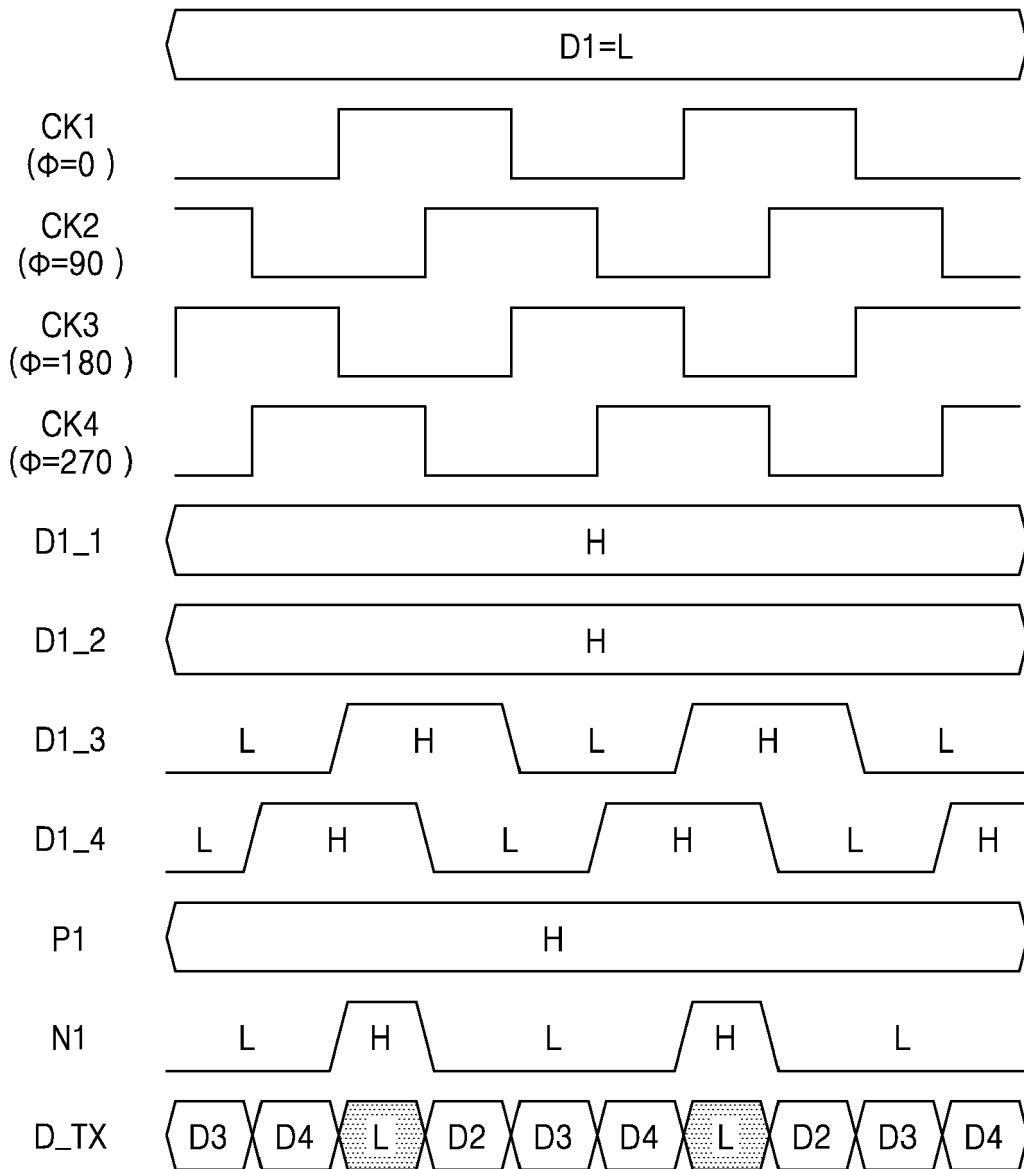 D1=L
CK1
(Φ=0 )
CK2
(Φ=90 )
CK3
(Φ=180 )
CK4
(Φ=270 )
D1_1 H
D1_2 H
D1_3 L H L H L
D1_4 L H L H L H
P1 H
N1 L H L H L
D_TX D3 D4 L D2 D3 D4 L D2 D3 D4